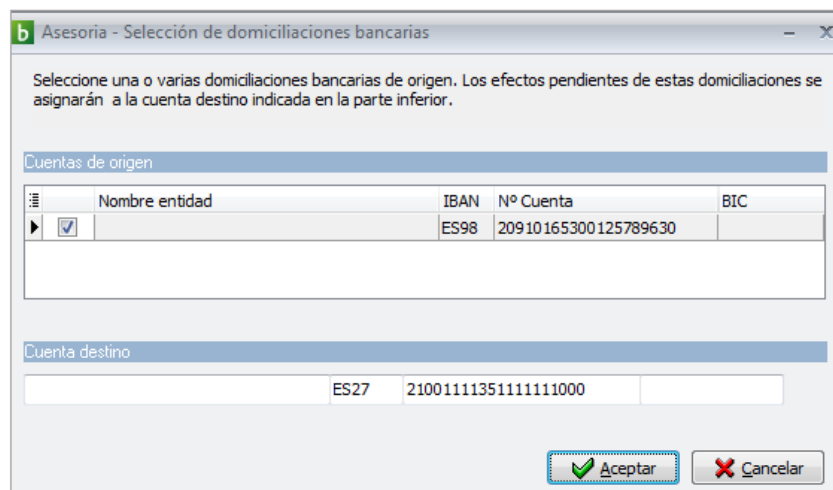 b Asesoria - Selección de domiciliaciones bancarias
Seleccione una o varias domiciliaciones bancarias de origen. Los efectos pendientes de estas domiciliaciones se
asignarán a la cuenta destino indicada en la parte inferior.
Cuentas de origen
Nombre entidad IBAN Nº Cuenta BIC
ES98 20910165300125789630
Cuenta destino
ES27 21001111351111111000
Aceptar Cancelar